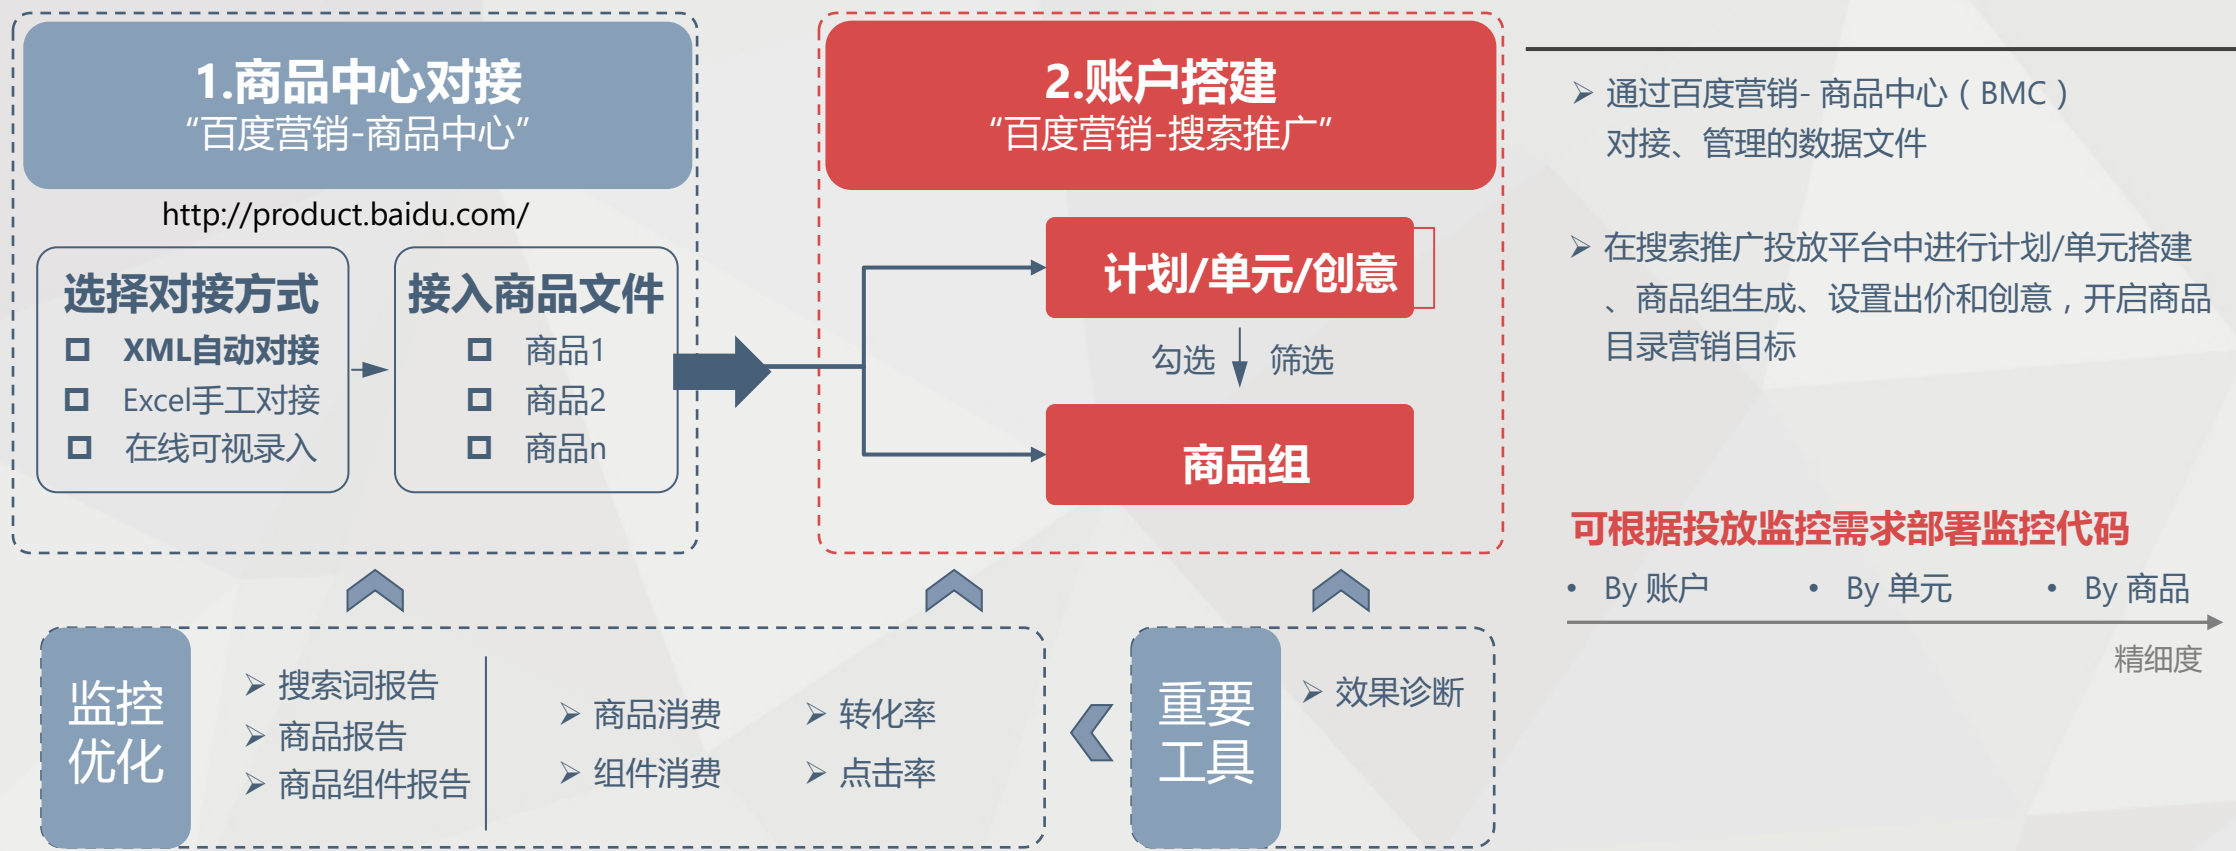 1.商品中心对接
“百度营销-商品中心”
http://product.baidu.com/
选择对接方式
XML自动对接
Excel手工对接
在线可视录入
接入商品文件
商品1
商品2
商品n
2.账户搭建
“百度营销-搜索推广”
计划/单元/创意
勾选 筛选
商品组
通过百度营销- 商品中心（BMC）
对接、管理的数据文件
在搜索推广投放平台中进行计划/单元搭建
、商品组生成、设置出价和创意，开启商品
目录营销目标
可根据投放监控需求部署监控代码
• By 账户 • By 单元 • By 商品
精细度
监控
优化
搜索词报告
商品报告
商品组件报告
商品消费 转化率
组件消费 点击率
重要
工具
效果诊断